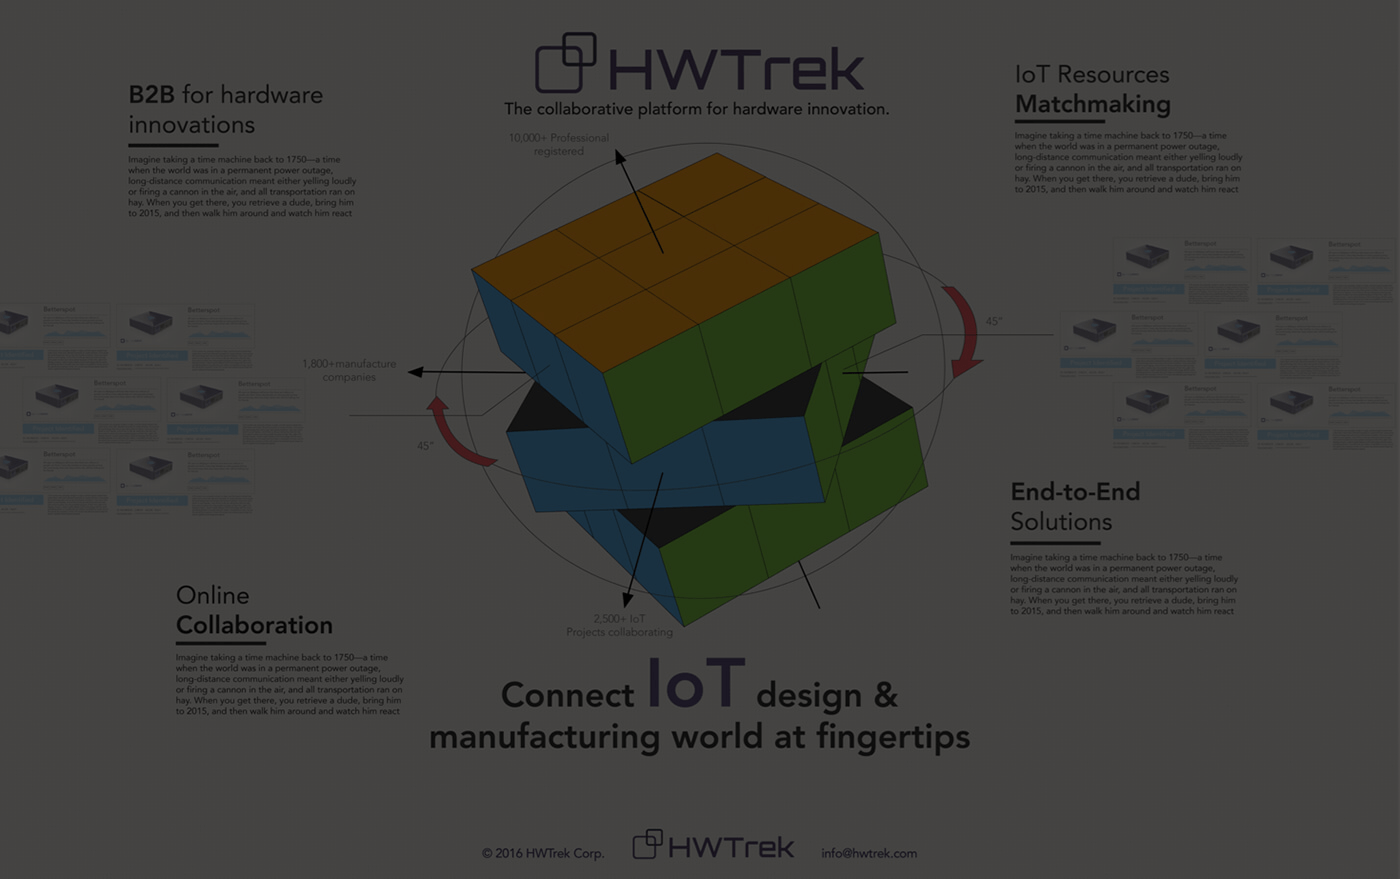 HWTrek
The collaborative platform for hardware innovation.
B2B for hardware
innovations
Imagine taking a time machine back to 1750—a time
when the world was in a permanent power outage,
long-distance communication meant either yelling loudly
or firing a cannon in the air, and all transportation ran on
hay. When you get there, you retrieve a dude, bring him
to 2015, and then walk him around and watch him react
IoT Resources
Matchmaking
Imagine taking a time machine back to 1750—a time
when the world was in a permanent power outage,
long-distance communication meant either yelling loudly
or firing a cannon in the air, and all transportation ran on
hay. When you get there, you retrieve a dude, bring him
to 2015, and then walk him around and watch him react
10,000+ Professional
registered
1,800+manufacture
companies
45°
45°
2,500+ IoT
Projects collaborating
Betterspot
Betterspot
Betterspot
Betterspot
Betterspot
Betterspot
Betterspot
Betterspot
Betterspot
Betterspot
Betterspot
Betterspot
End-to-End
Solutions
Imagine taking a time machine back to 1750—a time
when the world was in a permanent power outage,
long-distance communication meant either yelling loudly
or firing a cannon in the air, and all transportation ran on
hay. When you get there, you retrieve a dude, bring him
to 2015, and then walk him around and watch him react
Online
Collaboration
Imagine taking a time machine back to 1750—a time
when the world was in a permanent power outage,
long-distance communication meant either yelling loudly
or firing a cannon in the air, and all transportation ran on
hay. When you get there, you retrieve a dude, bring him
to 2015, and then walk him around and watch him react
Connect IoT design &
manufacturing world at fingertips
© 2016 HWTrek Corp.
HWTrek
info@hwtrek.com